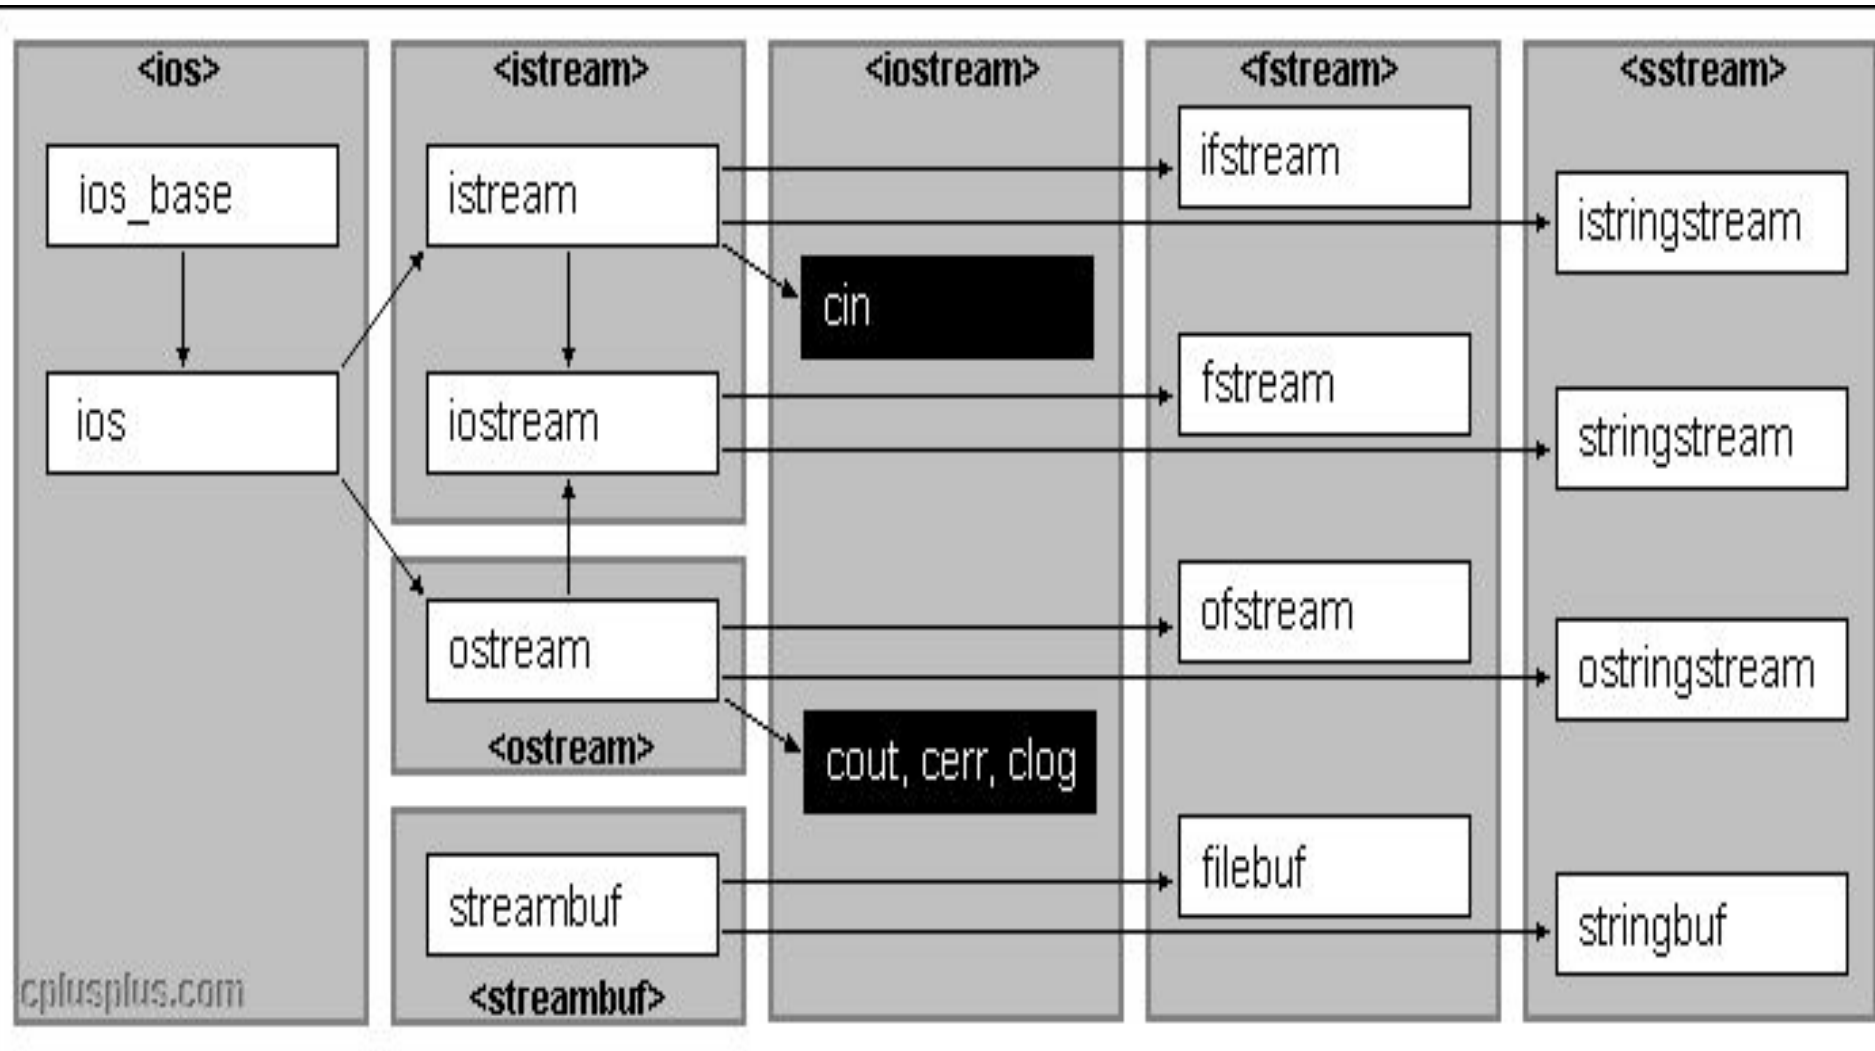 <ios>
ios_base
ios
cplusplus.com
<istream>
istream
iostream
ostream
<ostream>
streambuf
<streambuf>
<iostream>
cin
cout, cerr, clog
<fstream>
ifstream
fstream
ofstream
filebuf
<sstream>
istringstream
stringstream
ostringstream
stringbuf